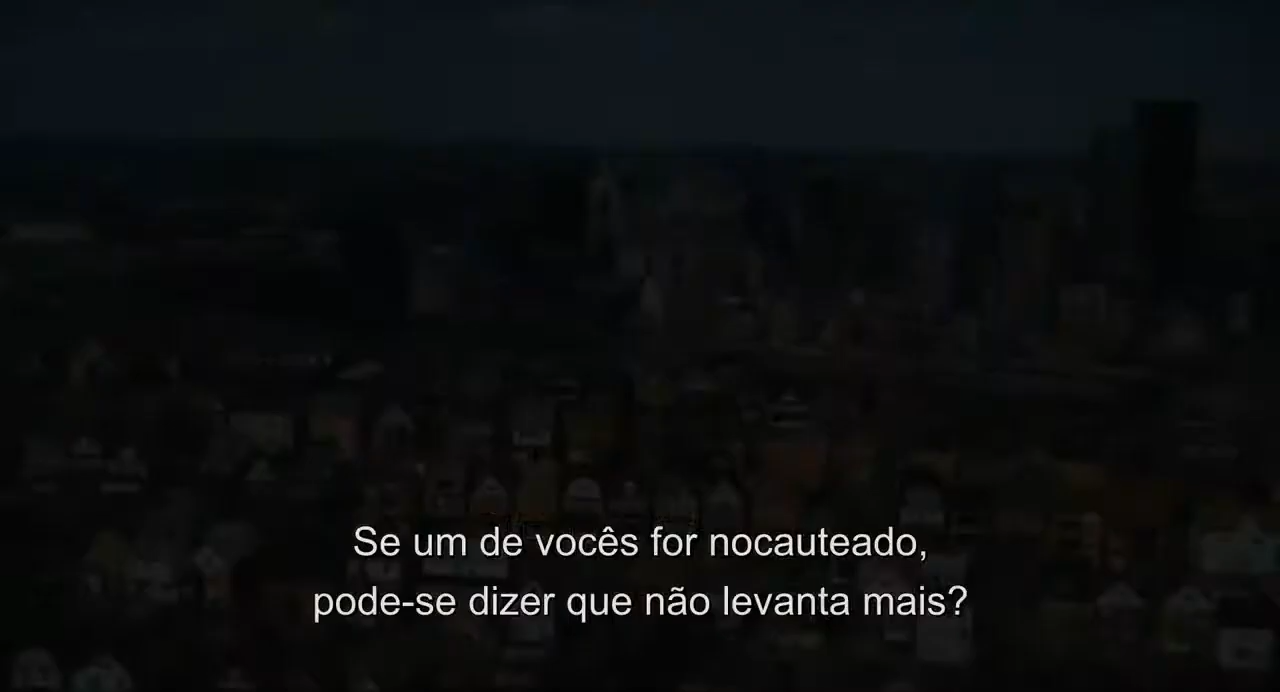 Se um de vocês for nocauteado,
pode-se dizer que não levanta mais?